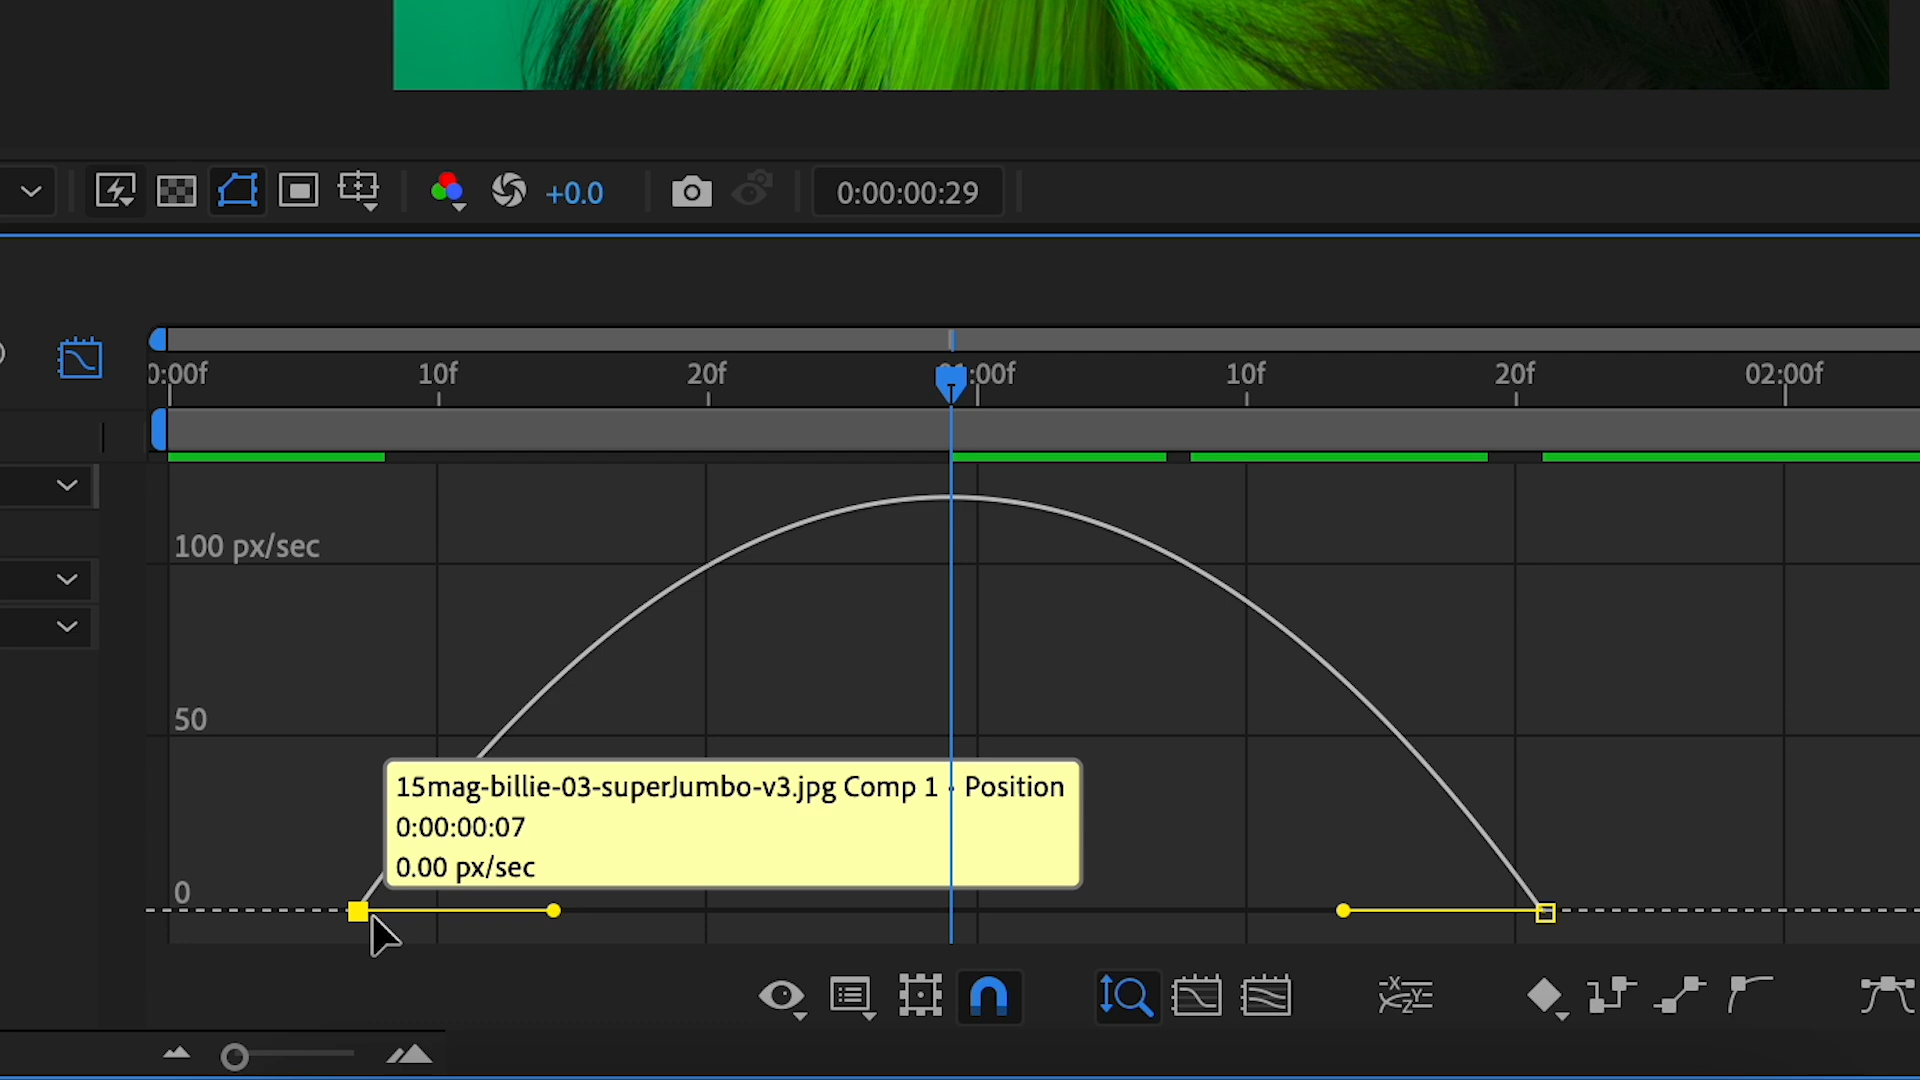 +0.0
0:00:00:29
0:00f 10f 20f :00f 10f 20f 02:00f
100 px/sec
50
15mag-billie-03-superJumbo-v3.jpg Comp 1 - Position
0:00:00:07
0.00 px/sec
0